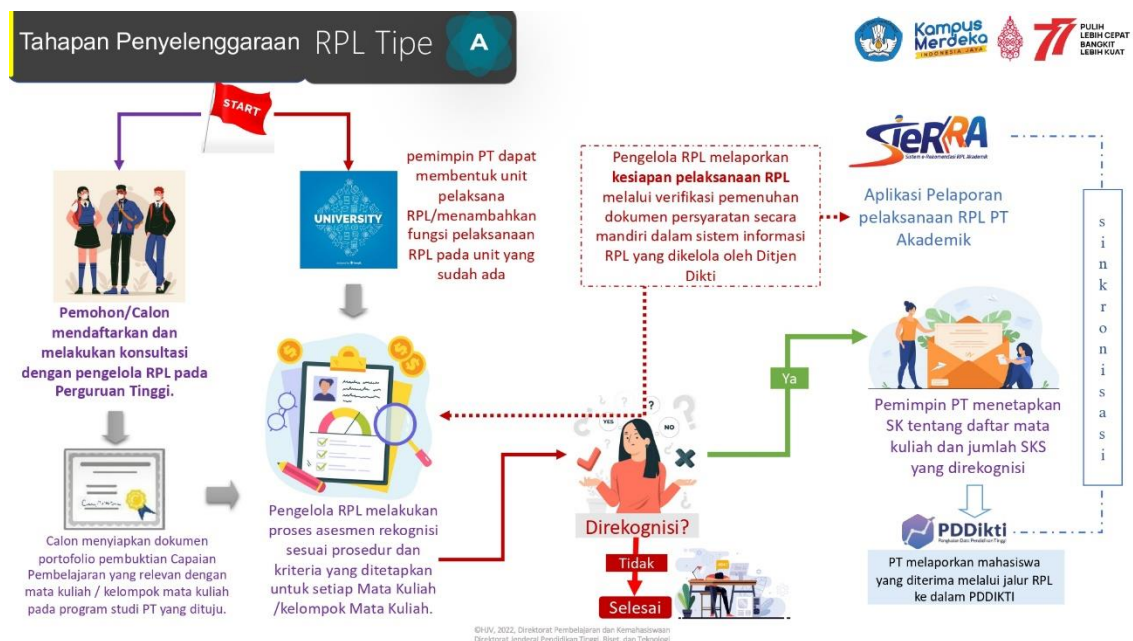 Tahapan Penyelenggaraan RPL Tipe A
Kampus
Merdeka
INDONESIA JAYA
77
PULIH
LEBIH CEPAT
BANGKIT
LEBIH KUAT
START
Pemohon/Calon
mendaftarkan dan
melakukan konsultasi
dengan pengelola RPL pada
Perguruan Tinggi.
Calon menyiapkan dokumen
portofolio pembuktian Capaian
Pembelajaran yang relevan dengan
mata kuliah / kelompok mata kuliah
pada program studi PT yang dituju.
UNIVERSITY
pemimpin PT dapat
membentuk unit
pelaksana
RPL/menambahkan
fungsi pelaksanaan
RPL pada unit yang
sudah ada
Pengelola RPL melakukan
proses asesmen rekognisi
sesuai prosedur dan
kriteria yang ditetapkan
untuk setiap Mata Kuliah
/kelompok Mata Kuliah.
Pengelola RPL melaporkan
kesiapan pelaksanaan RPL
melalui verifikasi pemenuhan
dokumen persyaratan secara
mandiri dalam sistem informasi
RPL yang dikelola oleh Ditjen
Dikti
YES
NO
Direkognisi?
Tidak
Selesai
Ya
SIeRRA
Sistem e-Rekomendasi RPL Akademik
Aplikasi Pelaporan
pelaksanaan RPL PT
Akademik
Pemimpin PT menetapkan
SK tentang daftar mata
kuliah dan jumlah SKS
yang direkognisi
PDDikti
Pangkalan Data Pendidikan Tinggi
PT melaporkan mahasiswa
yang diterima melalui jalur RPL
ke dalam PDDIKTI
sinkronisasi
©HJV, 2022, Direktorat Pembelajaran dan Kemahasiswaan
Direktorat Jenderal Pendidikan Tinggi, Riset, dan Teknologi